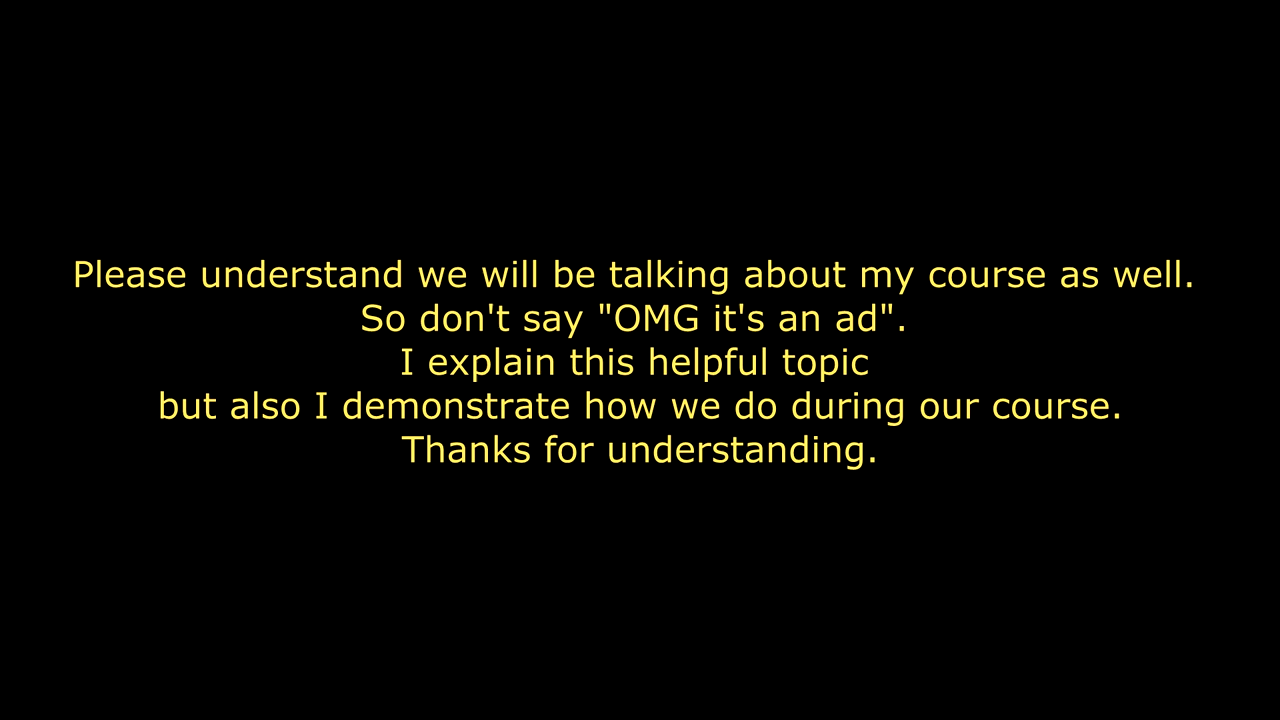 Please understand we will be talking about my course as well.
So don't say "OMG it's an ad".
I explain this helpful topic
but also I demonstrate how we do during our course.
Thanks for understanding.